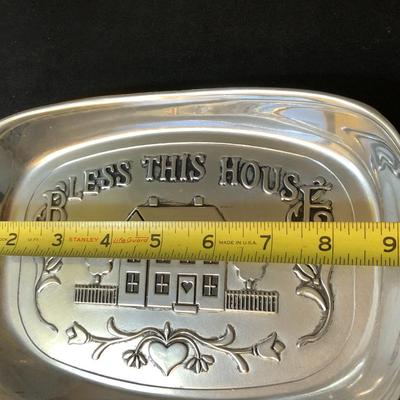 BLESS THIS HOUSE
2 3 STANLEY LifeGuard 4 5 6 MADE IN U.S.A. 7 8 9